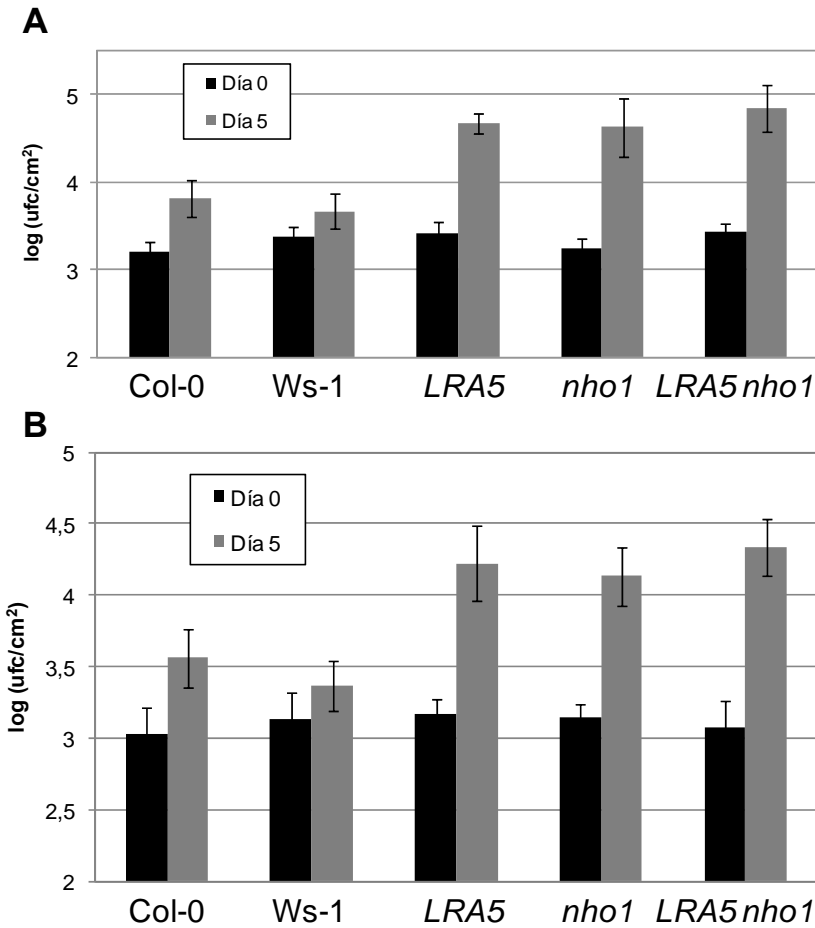 A
Día 0
Día 5
log (ufc/cm²)
5
4
3
2
Col-0 Ws-1 LRA5 nho1 LRA5 nho1
B
Día 0
Día 5
log (ufc/cm²)
5
4,5
4
3,5
3
2,5
2
Col-0 Ws-1 LRA5 nho1 LRA5 nho1